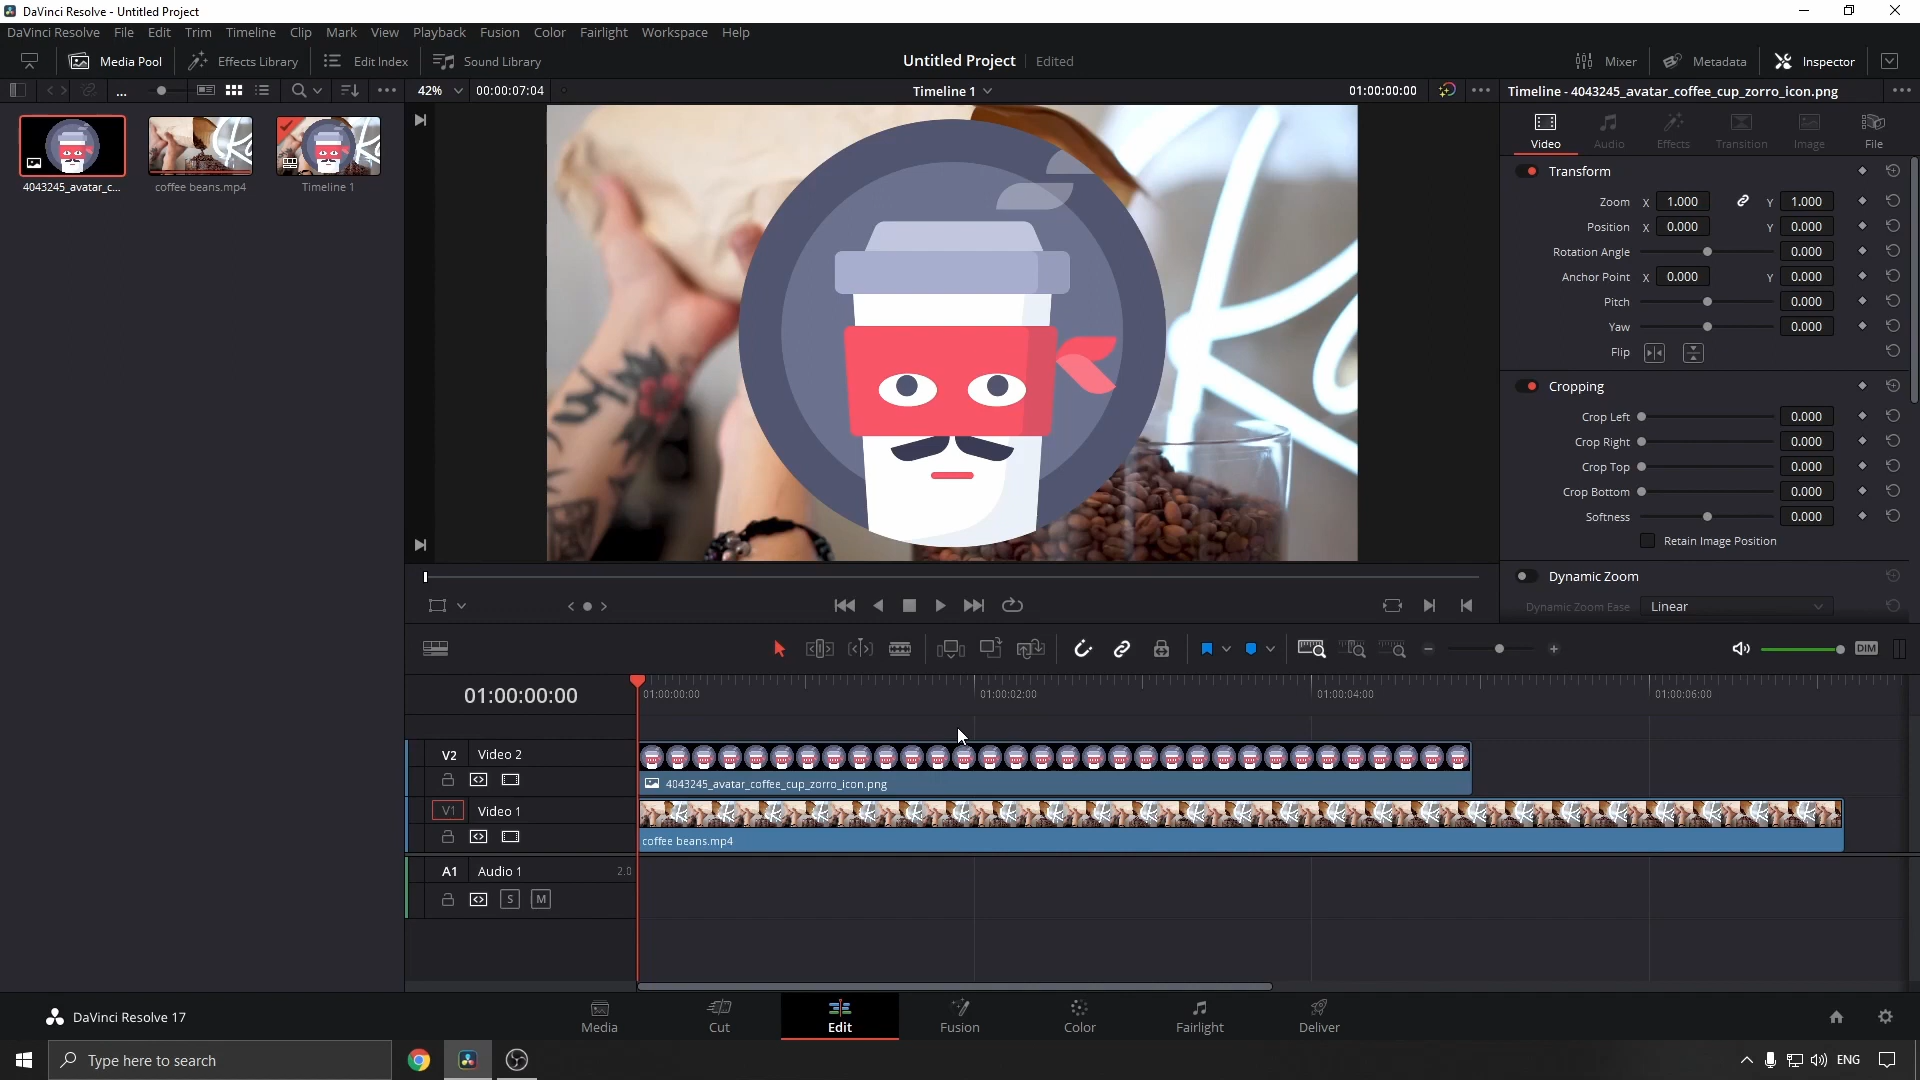 DaVinci Resolve - Untitled Project
DaVinci Resolve File Edit Trim Timeline Clip Mark View Playback Fusion Color Fairlight Workspace Help
Media Pool Effects Library Edit Index Sound Library Untitled Project Edited Mixer Metadata Inspector
... 42% 00:00:07:04 Timeline 1 01:00:00:00 Timeline - 4043245_avatar_coffee_cup_zorro_icon.png
Video Audio Effects Transition Image File
4043245_avatar_c... coffee beans.mp4 Timeline 1
Transform
Zoom X 1.000 Y 1.000
Position X 0.000 Y 0.000
Rotation Angle 0.000
Anchor Point X 0.000 Y 0.000
Pitch 0.000
Yaw 0.000
Flip
Cropping
Crop Left 0.000
Crop Right 0.000
Crop Top 0.000
Crop Bottom 0.000
Softness 0.000
Retain Image Position
Dynamic Zoom
Dynamic Zoom Ease Linear
DIM
01:00:00:00 01:00:00:00 01:00:02:00 01:00:04:00 01:00:06:00
V2 Video 2
4043245_avatar_coffee_cup_zorro_icon.png
V1 Video 1
coffee beans.mp4
A1 Audio 1 2.0
S M
DaVinci Resolve 17 Media Cut Edit Fusion Color Fairlight Deliver
Type here to search ENG